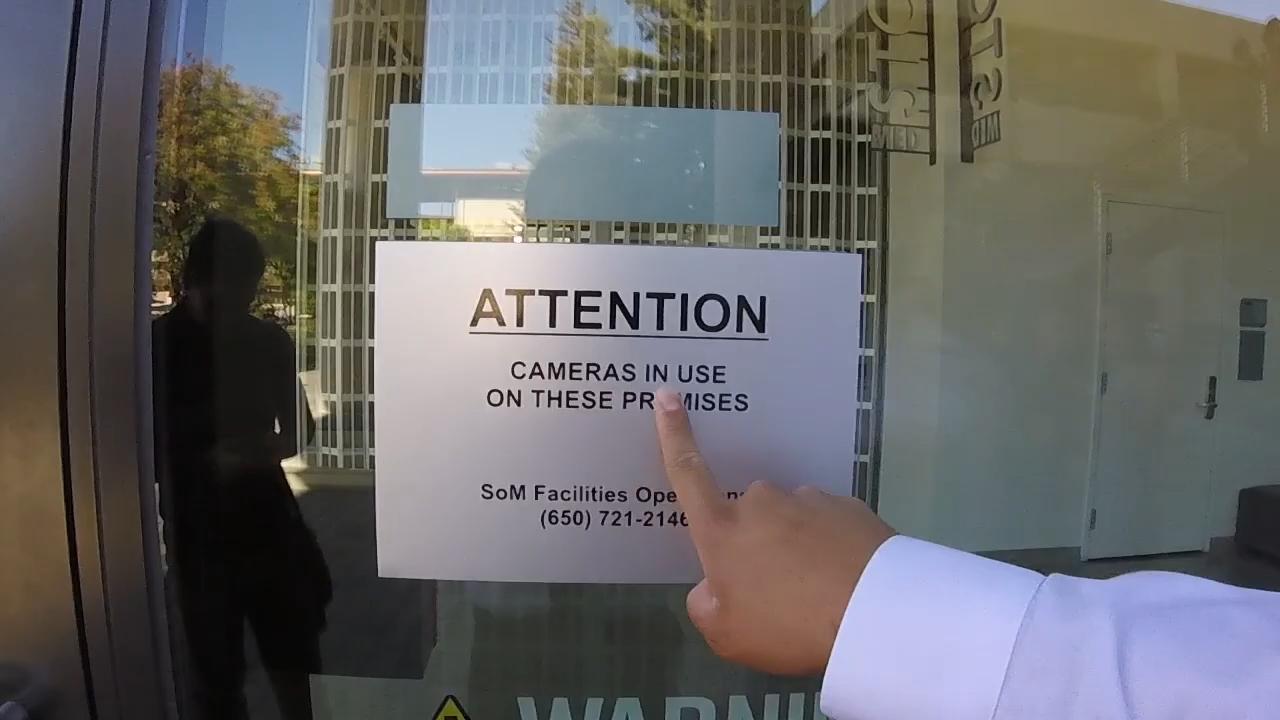 ATTENTION
CAMERAS IN USE
ON THESE PREMISES
SoM Facilities
(650) 721-2146